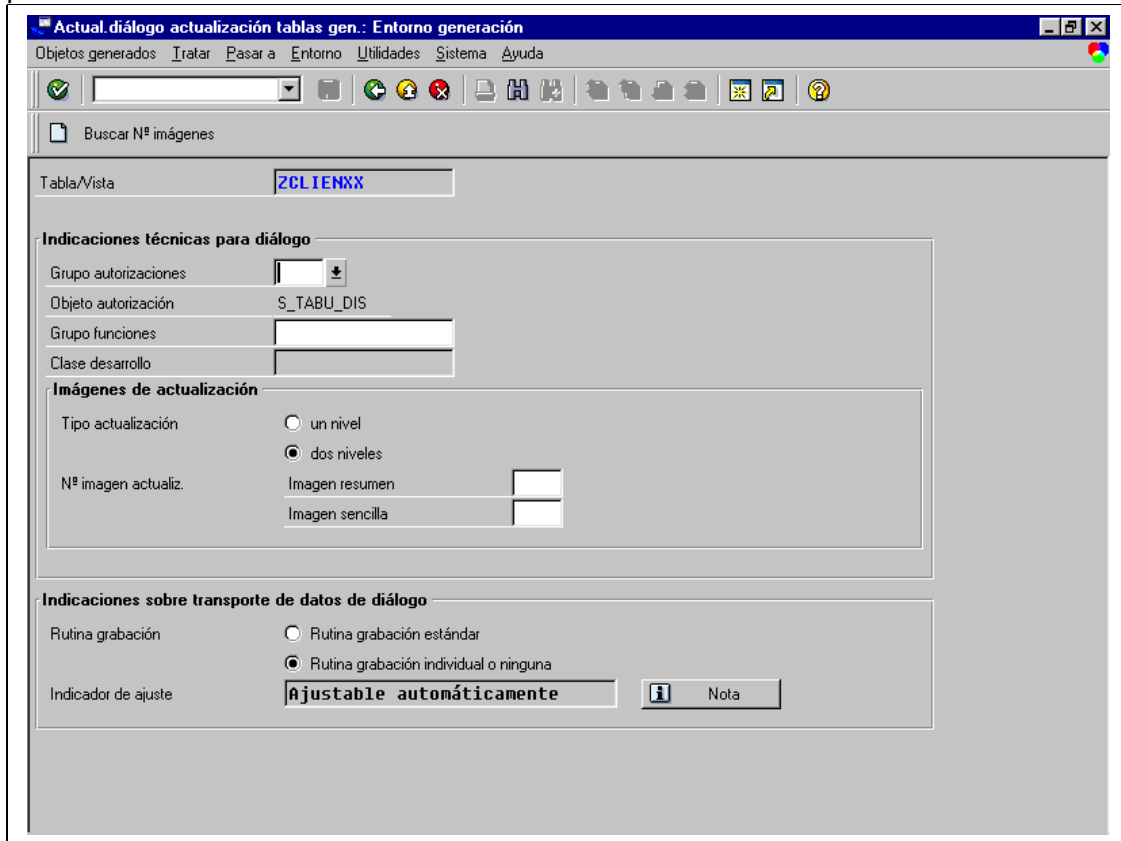 Actual.diálogo actualización tablas gen.: Entorno generación
Objetos generados Tratar Pasar a Entorno Utilidades Sistema Ayuda
Buscar Nº imágenes
Tabla/Vista ZCLIENXX
Indicaciones técnicas para diálogo
Grupo autorizaciones
Objeto autorización S_TABU_DIS
Grupo funciones
Clase desarrollo
Imágenes de actualización
Tipo actualización un nivel
dos niveles
Nº imagen actualiz. Imagen resumen
Imagen sencilla
Indicaciones sobre transporte de datos de diálogo
Rutina grabación Rutina grabación estándar
Rutina grabación individual o ninguna
Indicador de ajuste Ajustable automáticamente Nota